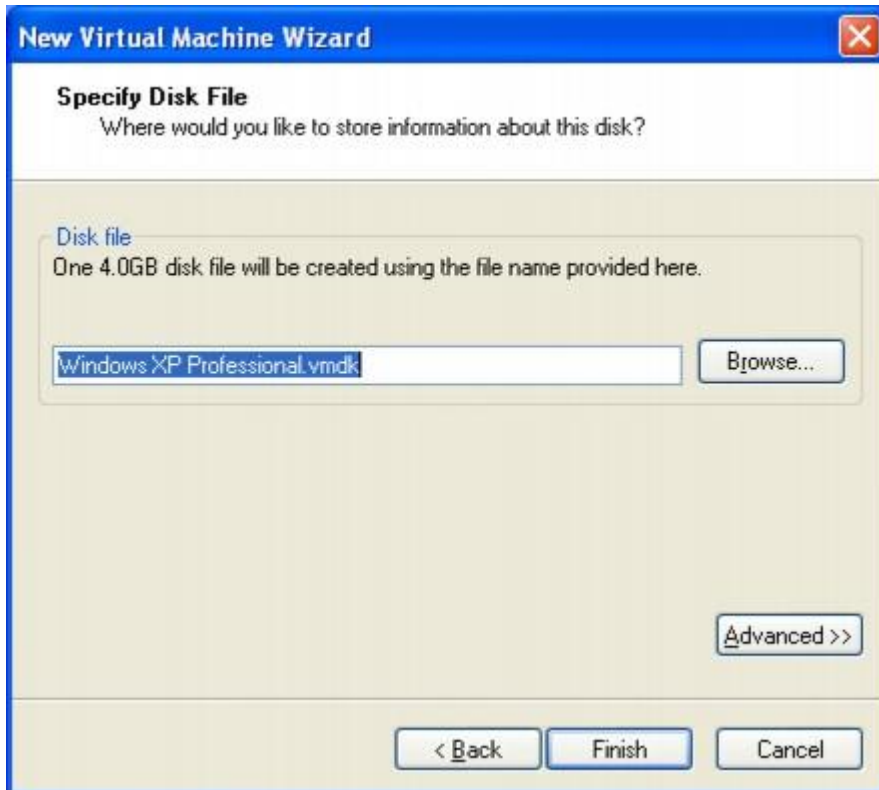 New Virtual Machine Wizard
Specify Disk File
Where would you like to store information about this disk?
Disk file
One 4.0GB disk file will be created using the file name provided here.
Windows XP Professional.vmdk
Browse...
Advanced >>
< Back
Finish
Cancel